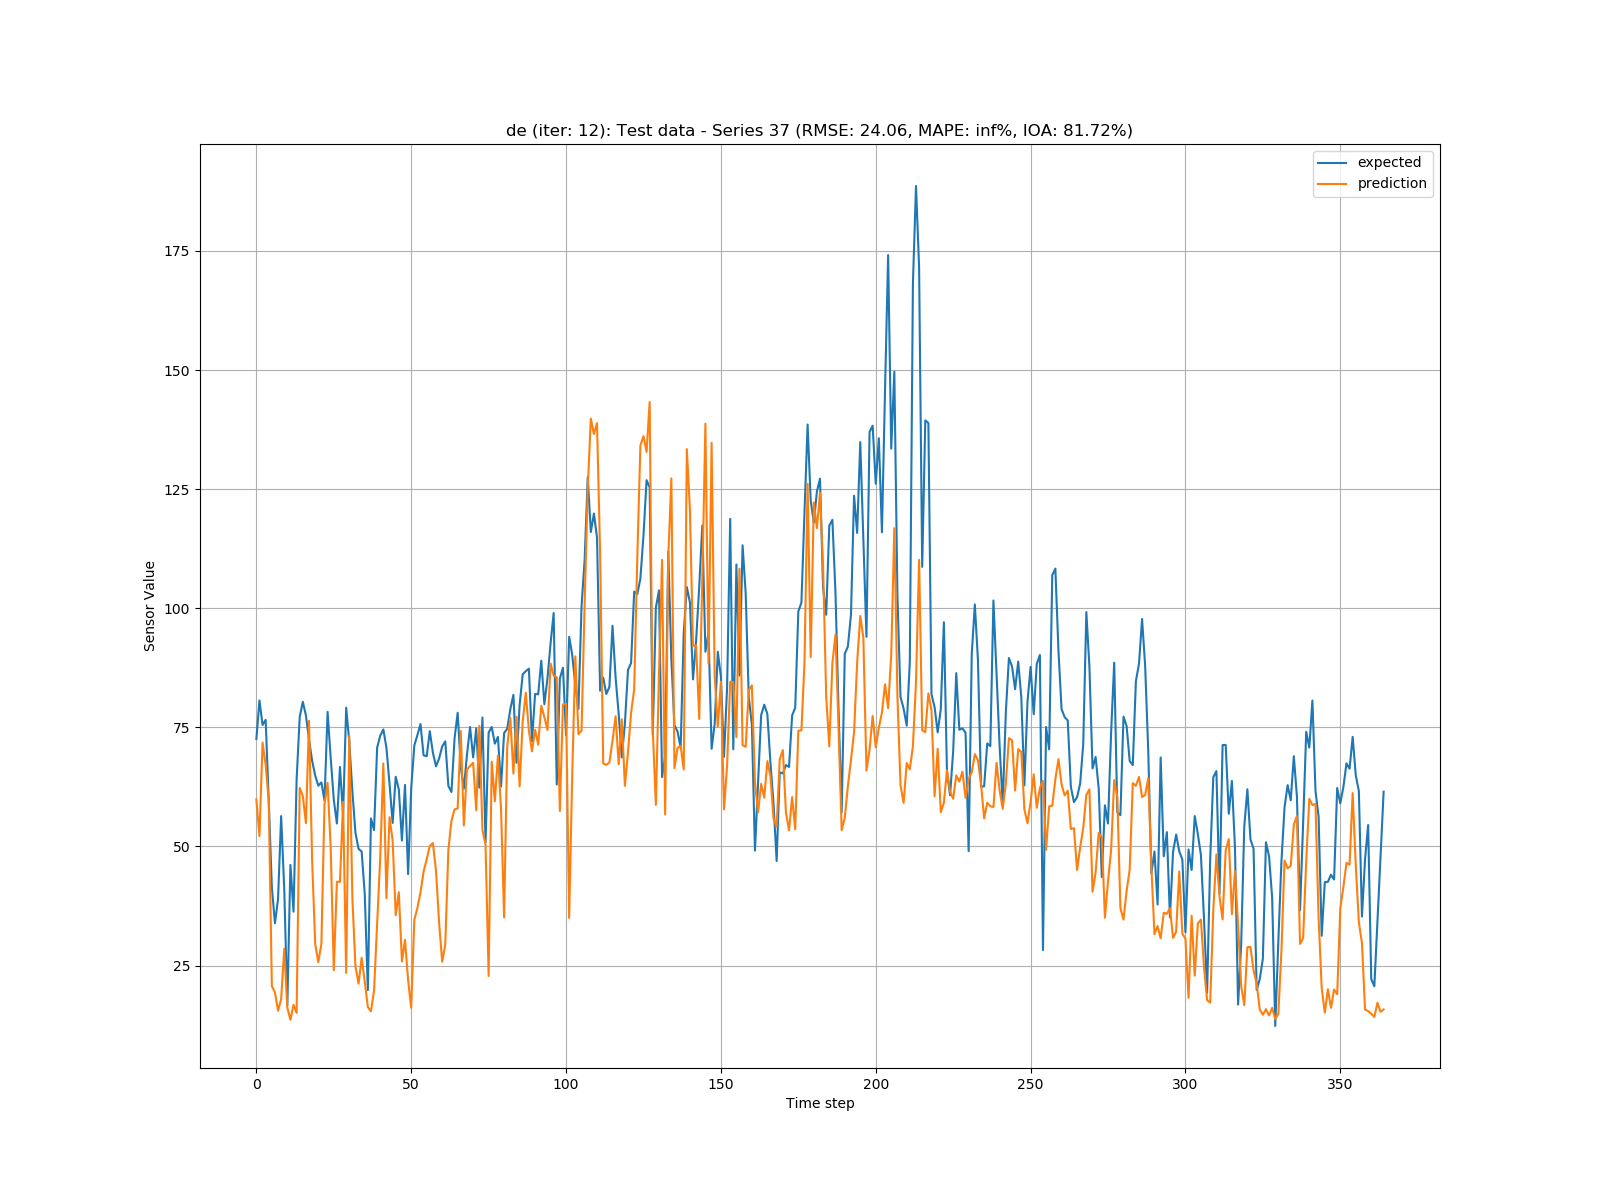 de (iter: 12): Test data - Series 37 (RMSE: 24.06, MAPE: inf%, IOA: 81.72%)
expected
prediction
175
150
125
100
75
50
25
Sensor Value
0 50 100 150 200 250 300 350
Time step